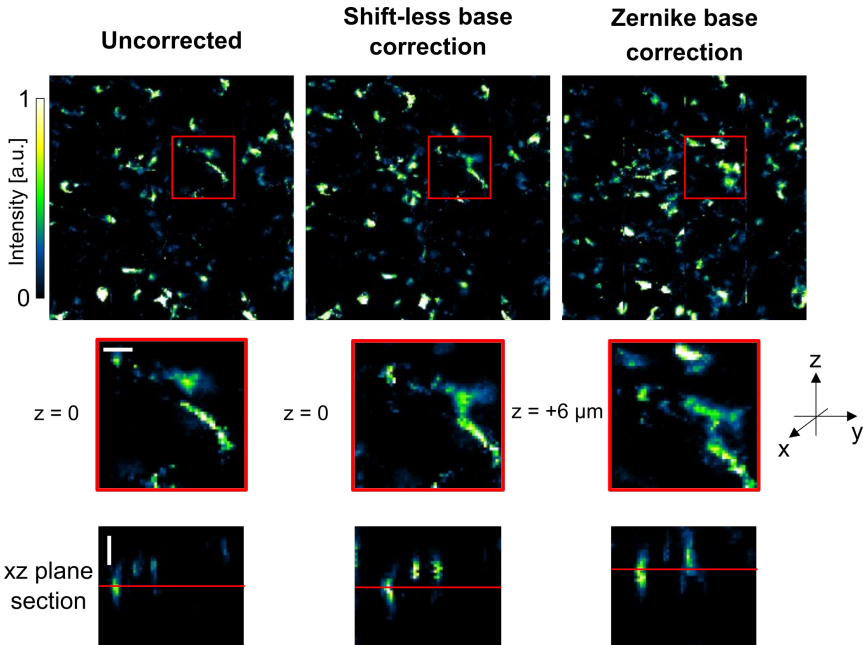 Uncorrected
Shift-less base
correction
Zernike base
correction
Intensity [a.u.]
1
0
z = 0
z = 0
z = +6 µm
z
y
x
xz plane
section